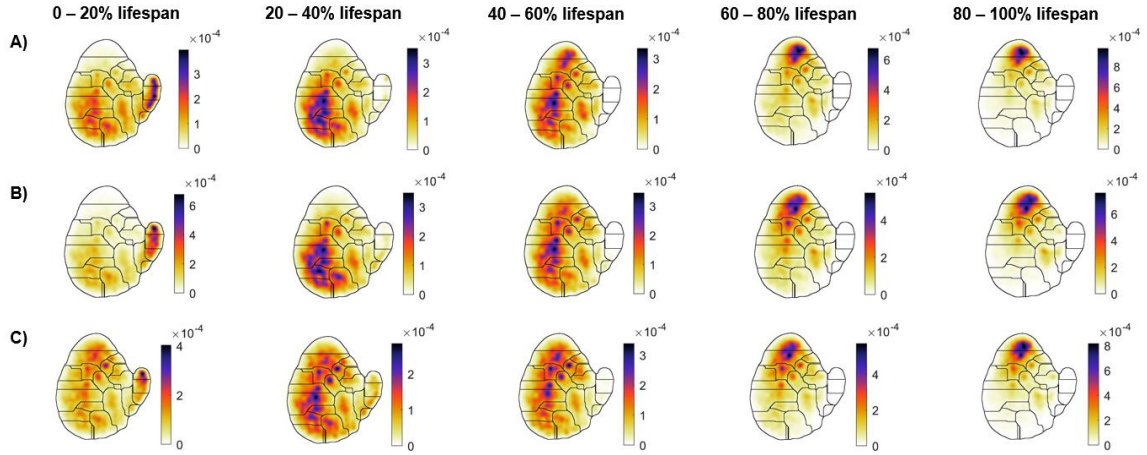 0 – 20% lifespan 20 – 40% lifespan 40 – 60% lifespan 60 – 80% lifespan 80 – 100% lifespan
A)
×10⁻⁴ ×10⁻⁴ ×10⁻⁴ ×10⁻⁴ ×10⁻⁴
3 2 1 0
3 2 1 0
3 2 1 0
6 4 2 0
8 6 4 2 0
B)
×10⁻⁴ ×10⁻⁴ ×10⁻⁴ ×10⁻⁴ ×10⁻⁴
6 4 2 0
3 2 1 0
3 2 1 0
4 2 0
6 4 2 0
C)
×10⁻⁴ ×10⁻⁴ ×10⁻⁴ ×10⁻⁴ ×10⁻⁴
4 2 0
2 1 0
3 2 1 0
4 2 0
8 6 4 2 0